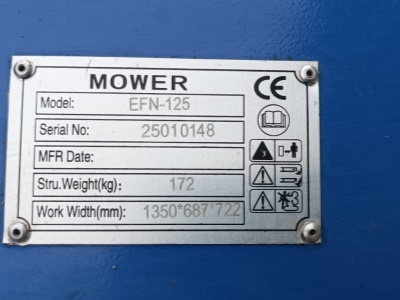 MOWER
CE
Model: EFN-125
Serial No: 25010148
MFR Date:
Stru.Weight(kg): 172
Work Width(mm): 1350*687*722